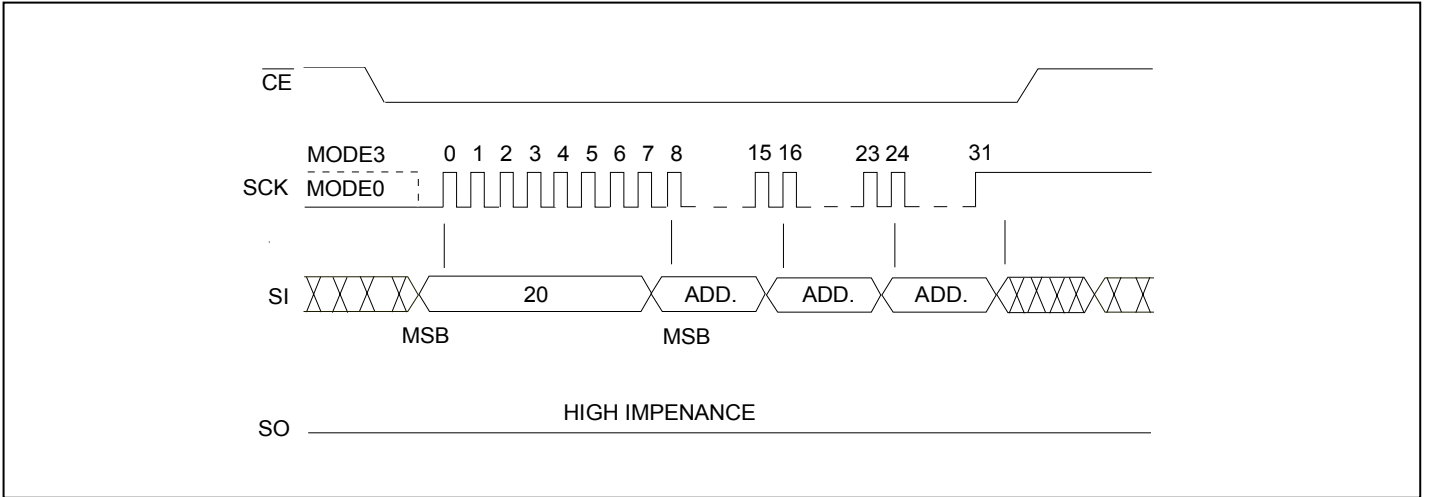 CE
MODE3 0 1 2 3 4 5 6 7 8 15 16 23 24 31
SCK MODE0
SI 20 ADD. ADD. ADD.
MSB MSB
HIGH IMPENANCE
SO